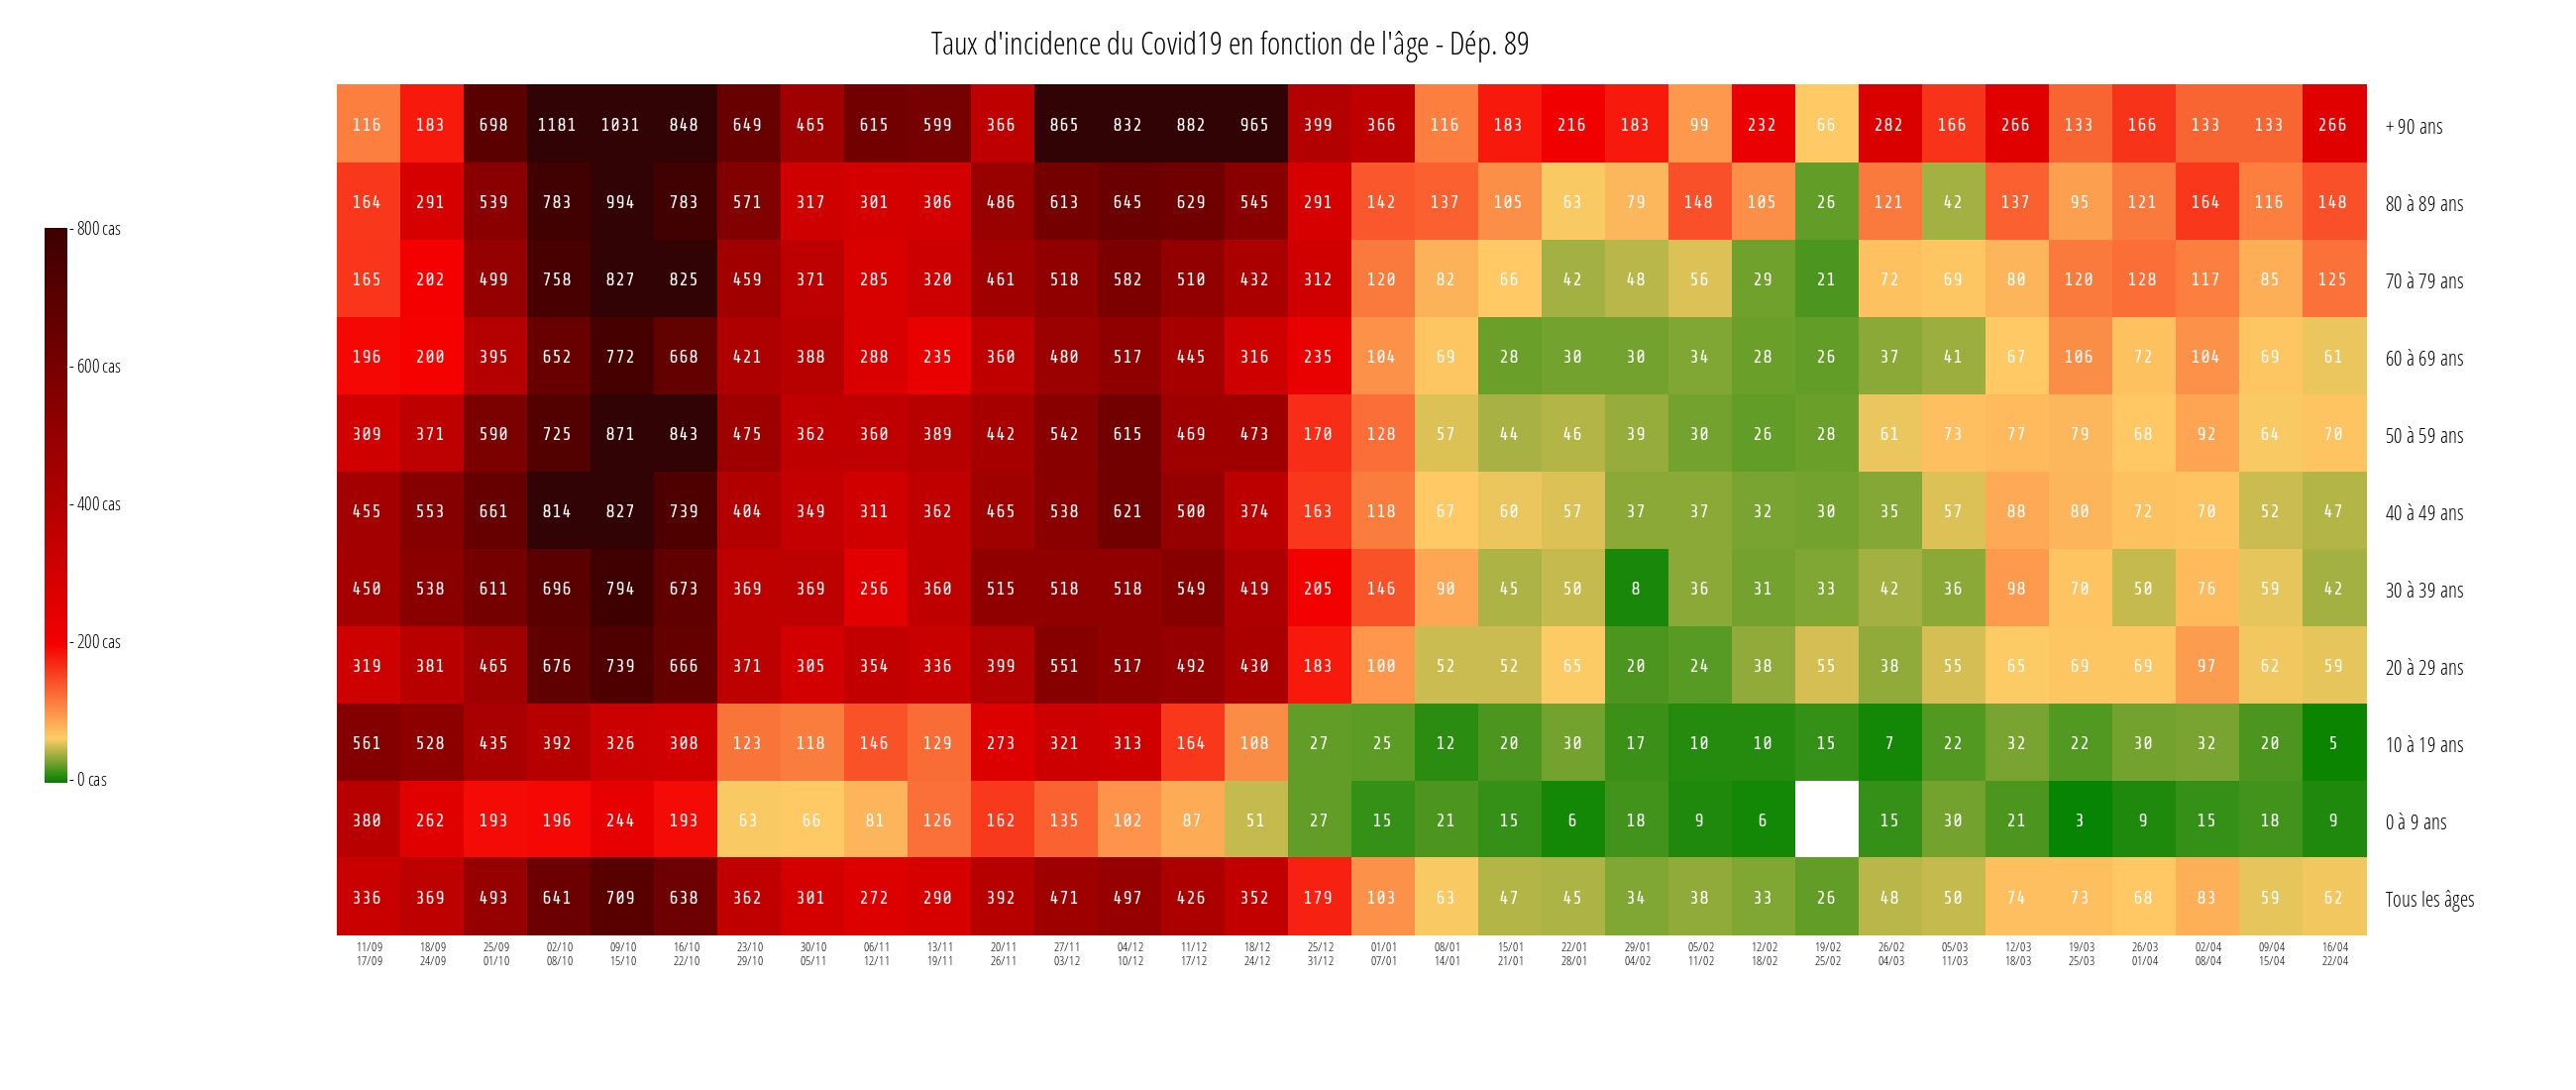 Taux d'incidence du Covid19 en fonction de l'âge - Dép. 89
116 183 698 1181 1031 848 649 465 615 599 366 865 832 882 965 399 366 116 183 216 183 99 232 66 282 166 266 133 166 133 133 266 + 90 ans
164 291 539 783 994 783 571 317 301 306 486 613 645 629 545 291 142 137 105 63 79 148 105 26 121 42 137 95 121 164 116 148 80 à 89 ans
- 800 cas
165 202 499 758 827 825 459 371 285 320 461 518 582 510 432 312 120 82 66 42 48 56 29 21 72 69 80 120 128 117 85 125 70 à 79 ans
196 200 395 652 772 668 421 388 288 235 360 480 517 445 316 235 104 69 28 30 30 34 28 26 37 41 67 106 72 104 69 61 60 à 69 ans
- 600 cas
309 371 590 725 871 843 475 362 360 389 442 542 615 469 473 170 128 57 44 46 39 30 26 28 61 73 77 79 68 92 64 70 50 à 59 ans
- 400 cas
455 553 661 814 827 739 404 349 311 362 465 538 621 500 374 163 118 67 60 57 37 37 32 30 35 57 88 80 72 70 52 47 40 à 49 ans
450 538 611 696 794 673 369 369 256 360 515 518 518 549 419 205 146 90 45 50 8 36 31 33 42 36 98 70 50 76 59 42 30 à 39 ans
- 200 cas
319 381 465 676 739 666 371 305 354 336 399 551 517 492 430 183 100 52 52 65 20 24 38 55 38 55 65 69 69 97 62 59 20 à 29 ans
561 528 435 392 326 308 123 118 146 129 273 321 313 164 108 27 25 12 20 30 17 10 10 15 7 22 32 22 30 32 20 5 10 à 19 ans
- 0 cas
380 262 193 196 244 193 63 66 81 126 162 135 102 87 51 27 15 21 15 6 18 9 6 15 30 21 3 9 15 18 9 0 à 9 ans
336 369 493 641 709 638 362 301 272 290 392 471 497 426 352 179 103 63 47 45 34 38 33 26 48 50 74 73 68 83 59 62 Tous les âges
11/09 18/09 25/09 02/10 09/10 16/10 23/10 30/10 06/11 13/11 20/11 27/11 04/12 11/12 18/12 25/12 01/01 08/01 15/01 22/01 29/01 05/02 12/02 19/02 26/02 05/03 12/03 19/03 26/03 02/04 09/04 16/04
17/09 24/09 01/10 08/10 15/10 22/10 29/10 05/11 12/11 19/11 26/11 03/12 10/12 17/12 24/12 31/12 07/01 14/01 21/01 28/01 04/02 11/02 18/02 25/02 04/03 11/03 18/03 25/03 01/04 08/04 15/04 22/04